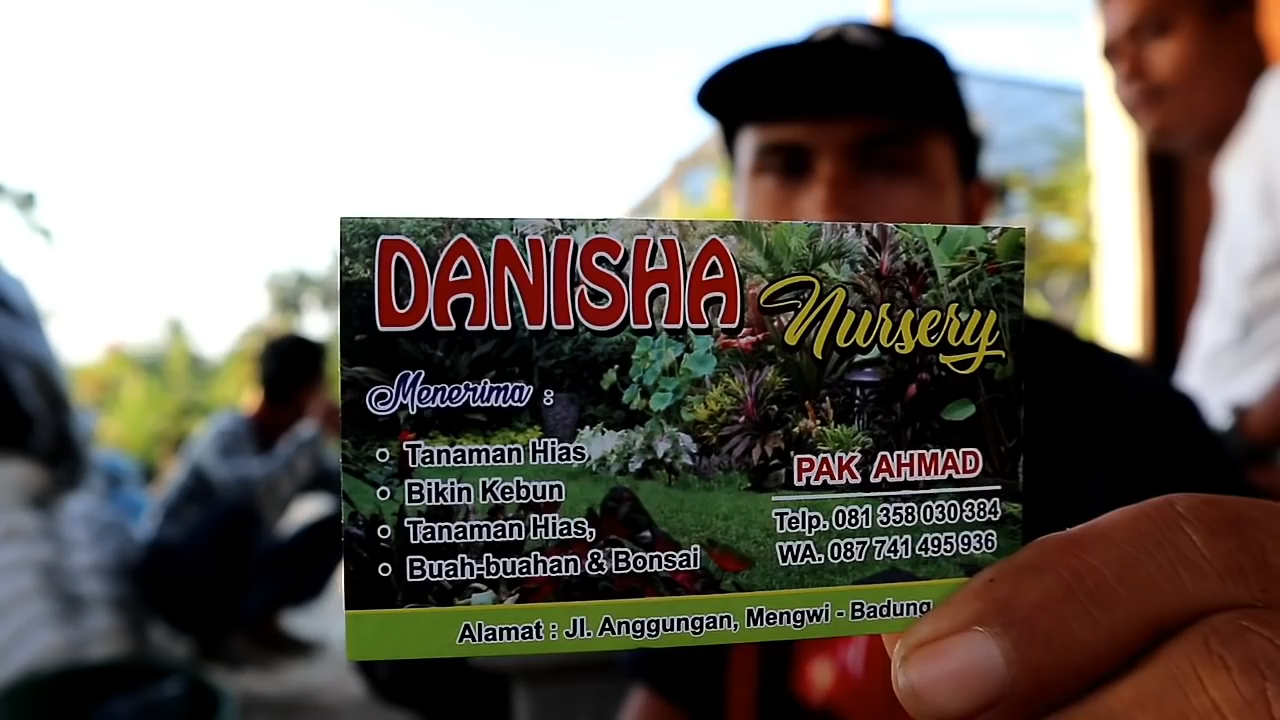 DANISHA
Nursery
Menerima :
Tanaman Hias
Bikin Kebun
Tanaman Hias,
Buah-buahan & Bonsai
PAK AHMAD
Telp. 081 358 030 384
WA. 087 741 495 936
Alamat : Jl. Anggungan, Mengwi - Badung